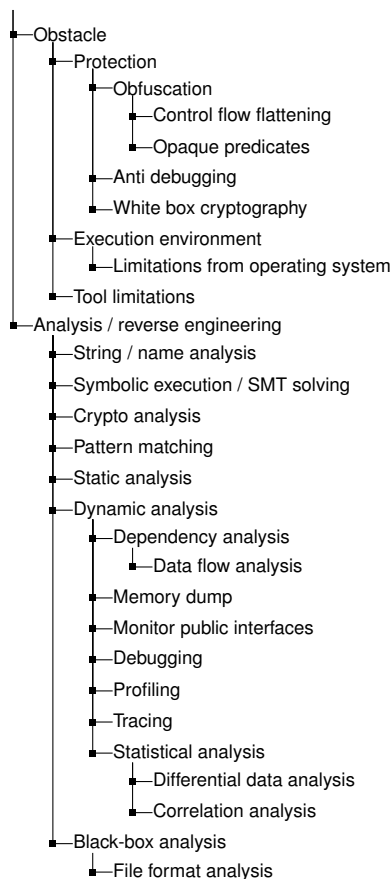 Obstacle
Protection
Obfuscation
Control flow flattening
Opaque predicates
Anti debugging
White box cryptography
Execution environment
Limitations from operating system
Tool limitations
Analysis / reverse engineering
String / name analysis
Symbolic execution / SMT solving
Crypto analysis
Pattern matching
Static analysis
Dynamic analysis
Dependency analysis
Data flow analysis
Memory dump
Monitor public interfaces
Debugging
Profiling
Tracing
Statistical analysis
Differential data analysis
Correlation analysis
Black-box analysis
File format analysis